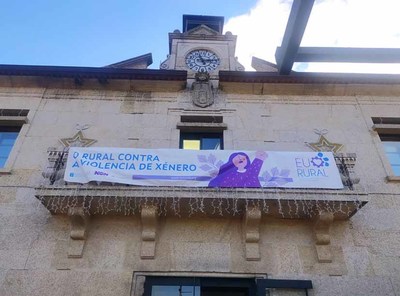 O RURAL CONTRA
A VIOLENCIA DE XÉNERO
EU
RURAL